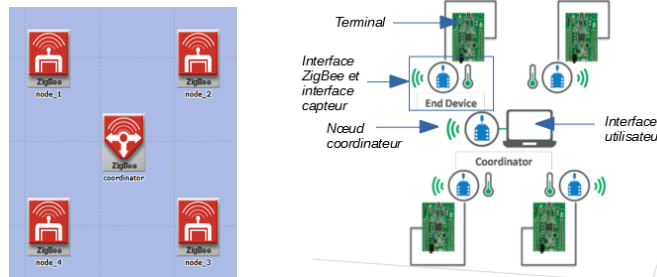 ZigBee
node_1
ZigBee
node_2
ZigBee
coordinator
ZigBee
node_4
ZigBee
node_3
Terminal
Interface
ZigBee et
interface
capteur
End Device
Nœud
coordinateur
Interface
utilisateur
Coordinator